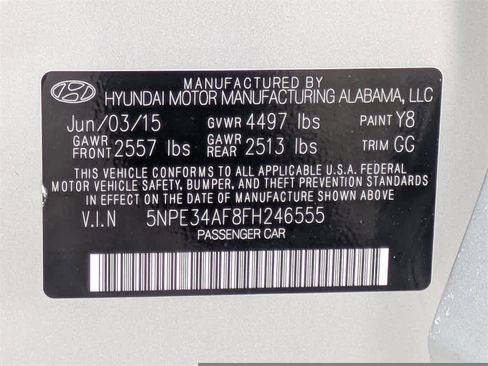 MANUFACTURED BY
HYUNDAI MOTOR MANUFACTURING ALABAMA, LLC
Jun/03/15 GVWR 4497 lbs PAINT Y8
GAWR FRONT 2557 lbs GAWR REAR 2513 lbs TRIM GG
THIS VEHICLE CONFORMS TO ALL APPLICABLE U.S.A. FEDERAL
MOTOR VEHICLE SAFETY, BUMPER, AND THEFT PREVENTION STANDARDS
IN EFFECT ON THE DATE OF MANUFACTURE SHOWN ABOVE.
V.I.N 5NPE34AF8FH246555
PASSENGER CAR